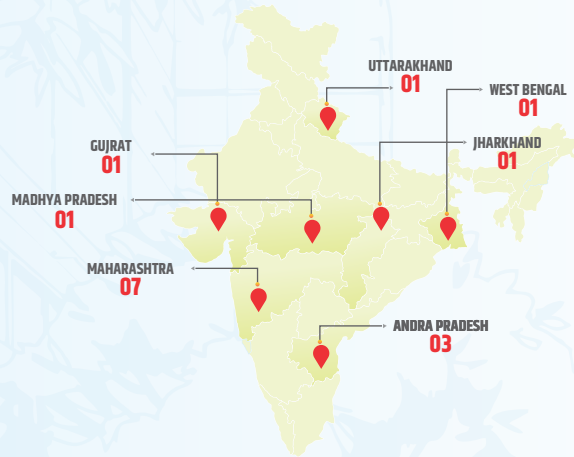 UTTARAKHAND
01
WEST BENGAL
01
GUJRAT
01
JHARKHAND
01
MADHYA PRADESH
01
MAHARASHTRA
07
ANDRA PRADESH
03